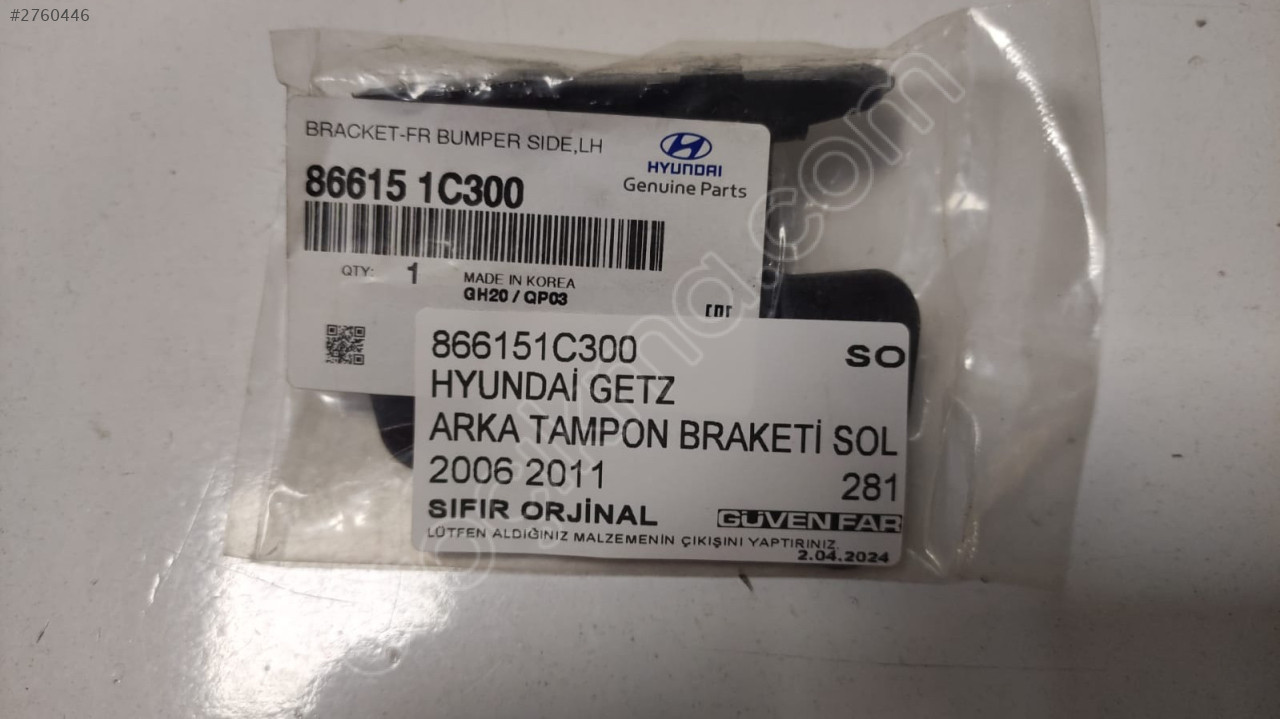 #2760446
BRACKET-FR BUMPER SIDE,LH
HYUNDAI
Genuine Parts
86615 1C300
QTY: 1
MADE IN KOREA
GH20 / QP03
866151C300 SO
HYUNDAİ GETZ
ARKA TAMPON BRAKETİ SOL
2006 2011 281
SIFIR ORJİNAL GÜVEN FAR
LÜTFEN ALDIĞINIZ MALZEMENİN ÇIKIŞINI YAPTIRINIZ.
2.04.2024